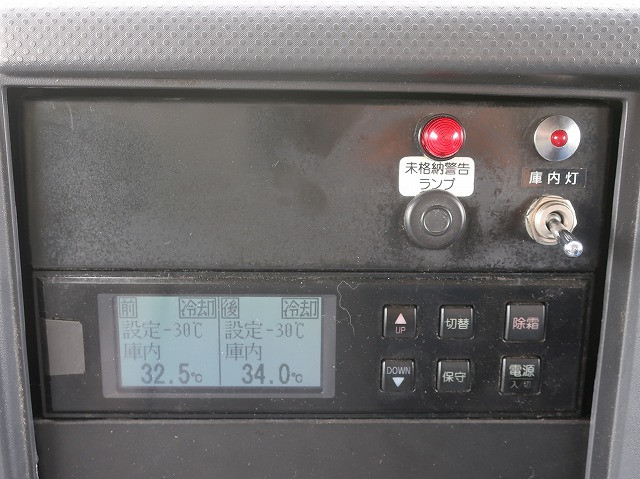 未格納警告
ランプ
庫内灯
前 冷却 後 冷却
設定-30℃ 設定-30℃
庫内 庫内
32.5℃ 34.0℃
UP 切替 除霜
DOWN 保守 電源
入/切